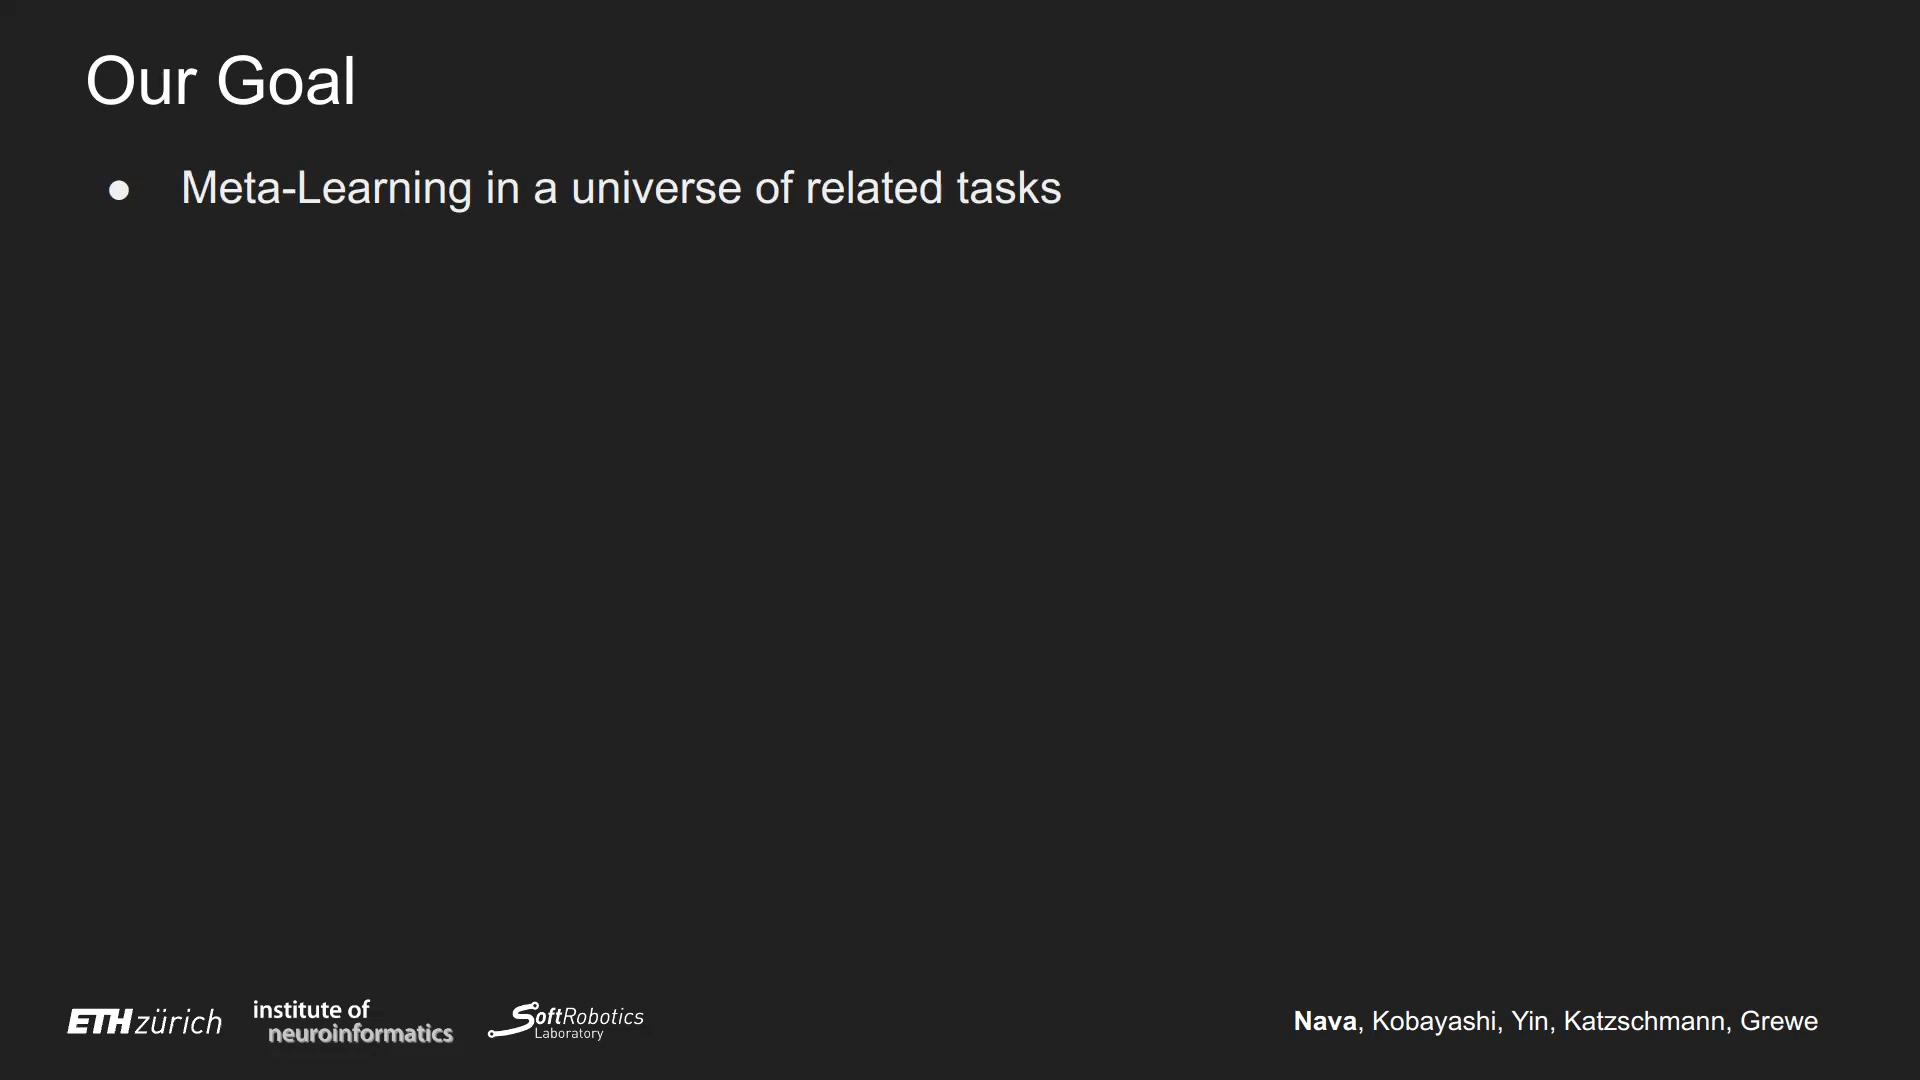 Our Goal
● Meta-Learning in a universe of related tasks
ETH zürich
institute of
neuroinformatics
SoftRobotics
Laboratory
Nava, Kobayashi, Yin, Katzschmann, Grewe